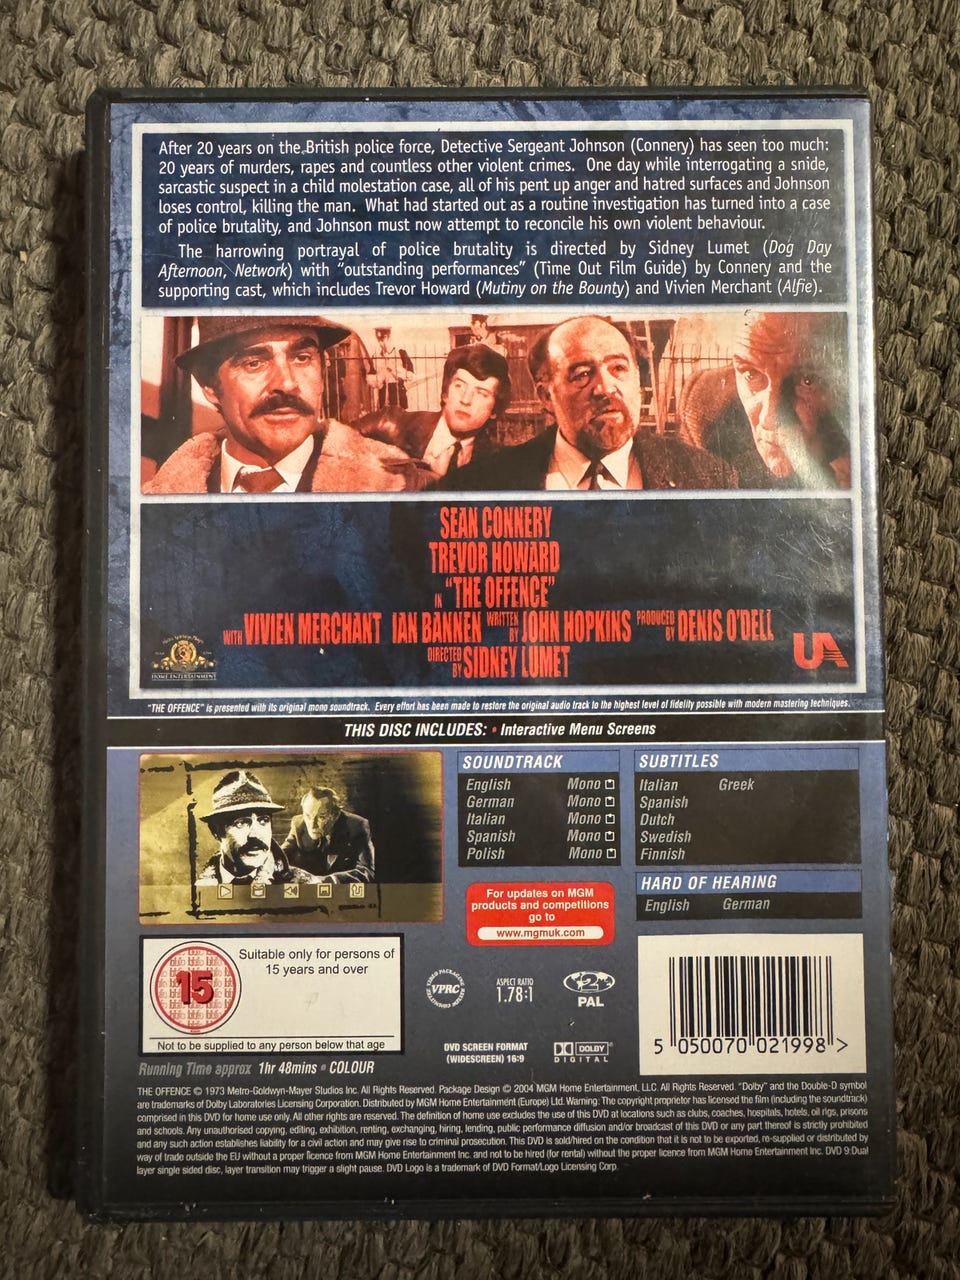 After 20 years on the British police force, Detective Sergeant Johnson (Connery) has seen too much:
20 years of murders, rapes and countless other violent crimes. One day while interrogating a snide,
sarcastic suspect in a child molestation case, all of his pent up anger and hatred surfaces and Johnson
loses control, killing the man. What had started out as a routine investigation has turned into a case
of police brutality, and Johnson must now attempt to reconcile his own violent behaviour.
The harrowing portrayal of police brutality is directed by Sidney Lumet (Dog Day
Afternoon, Network) with “outstanding performances” (Time Out Film Guide) by Connery and the
supporting cast, which includes Trevor Howard (Mutiny on the Bounty) and Vivien Merchant (Alfie).
SEAN CONNERY
TREVOR HOWARD
IN "THE OFFENCE"
WITH VIVIEN MERCHANT IAN BANNEN WRITTEN BY JOHN HOPKINS PRODUCED BY DENIS O'DELL
DIRECTED BY SIDNEY LUMET
HOME ENTERTAINMENT
UA
"THE OFFENCE" is presented with its original mono soundtrack. Every effort has been made to restore the original audio track to the highest level of fidelity possible with modern mastering techniques.
THIS DISC INCLUDES: • Interactive Menu Screens
SOUNDTRACK
English Mono
German Mono
Italian Mono
Spanish Mono
Polish Mono
SUBTITLES
Italian Greek
Spanish
Dutch
Swedish
Finnish
HARD OF HEARING
English German
For updates on MGM
products and competitions
go to
www.mgmuk.com
15
Suitable only for persons of
15 years and over
Not to be supplied to any person below that age
VPRC
ASPECT RATIO
1.78:1
2
PAL
DVD SCREEN FORMAT
(WIDESCREEN) 16:9
DOLBY
DIGITAL
5 050070 021998 >
Running Time approx 1hr 48mins • COLOUR
THE OFFENCE © 1973 Metro-Goldwyn-Mayer Studios Inc. All Rights Reserved. Package Design © 2004 MGM Home Entertainment, LLC. All Rights Reserved. "Dolby" and the Double-D symbol
are trademarks of Dolby Laboratories Licensing Corporation. Distributed by MGM Home Entertainment (Europe) Ltd. Warning: The copyright proprietor has licensed the film (including the soundtrack)
comprised in this DVD for home use only. All other rights are reserved. The definition of home use excludes the use of this DVD at locations such as clubs, coaches, hospitals, hotels, oil rigs, prisons
and schools. Any unauthorised copying, editing, exhibition, renting, exchanging, hiring, lending, public performance diffusion and/or broadcast of this DVD or any part thereof is strictly prohibited
and any such action establishes liability for a civil action and may give rise to criminal prosecution. This DVD is sold/hired on the condition that it is not to be exported, re-supplied or distributed by
way of trade outside the EU without a proper licence from MGM Home Entertainment Inc. and not to be hired (for rental) without the proper licence from MGM Home Entertainment Inc. DVD 9:Dual
layer single sided disc, layer transition may trigger a slight pause. DVD Logo is a trademark of DVD Format/Logo Licensing Corp.